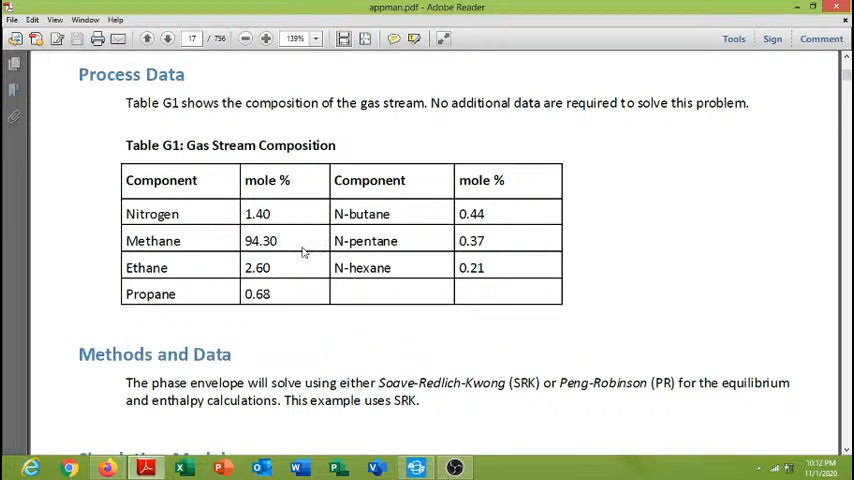 appman.pdf - Adobe Reader
File Edit View Window Help
17 / 756 139% Tools Sign Comment
Process Data
Table G1 shows the composition of the gas stream. No additional data are required to solve this problem.
Table G1: Gas Stream Composition
Component mole % Component mole %
Nitrogen 1.40 N-butane 0.44
Methane 94.30 N-pentane 0.37
Ethane 2.60 N-hexane 0.21
Propane 0.68
Methods and Data
The phase envelope will solve using either Soave-Redlich-Kwong (SRK) or Peng-Robinson (PR) for the equilibrium
and enthalpy calculations. This example uses SRK.
10:12 PM
11/1/2020